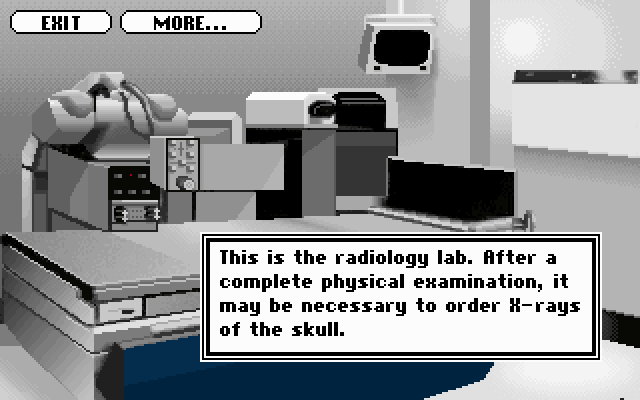 EXIT MORE...
This is the radiology lab. After a
complete physical examination, it
may be necessary to order X-rays
of the skull.